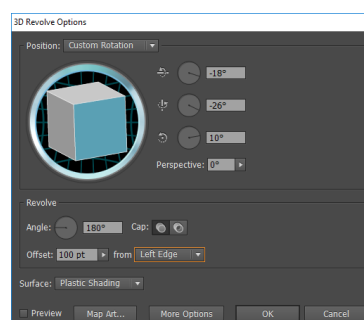 3D Revolve Options
Position: Custom Rotation
-18°
-26°
10°
Perspective: 0°
Revolve
Angle: 180° Cap:
Offset: 100 pt from Left Edge
Surface: Plastic Shading
Preview Map Art... More Options OK Cancel